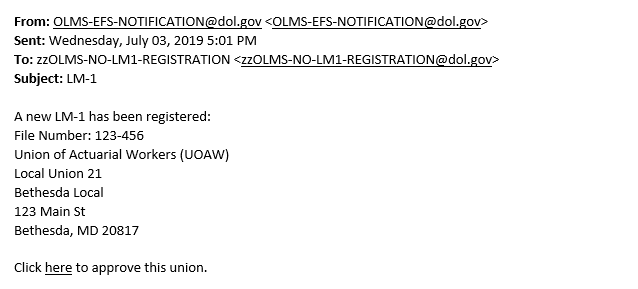 From: OLMS-EFS-NOTIFICATION@dol.gov <OLMS-EFS-NOTIFICATION@dol.gov>
Sent: Wednesday, July 03, 2019 5:01 PM
To: zzOLMS-NO-LM1-REGISTRATION <zzOLMS-NO-LM1-REGISTRATION@dol.gov>
Subject: LM-1
A new LM-1 has been registered:
File Number: 123-456
Union of Actuarial Workers (UOAW)
Local Union 21
Bethesda Local
123 Main St
Bethesda, MD 20817
Click here to approve this union.